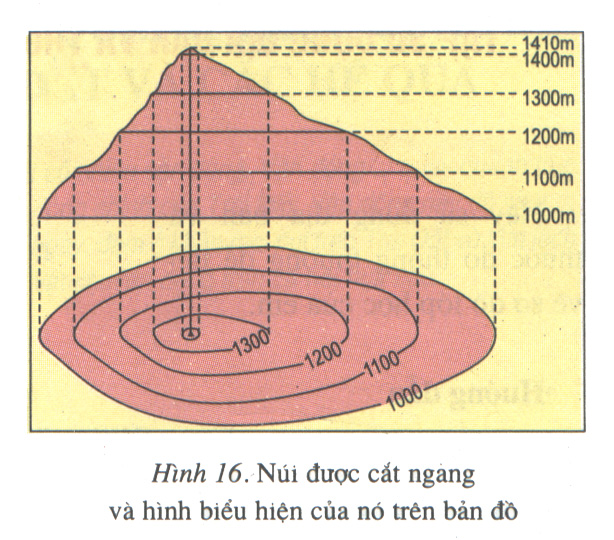 1410m
1400m
1300m
1200m
1100m
1000m
1300
1200
1100
1000
Hình 16. Núi được cắt ngang
và hình biểu hiện của nó trên bản đồ